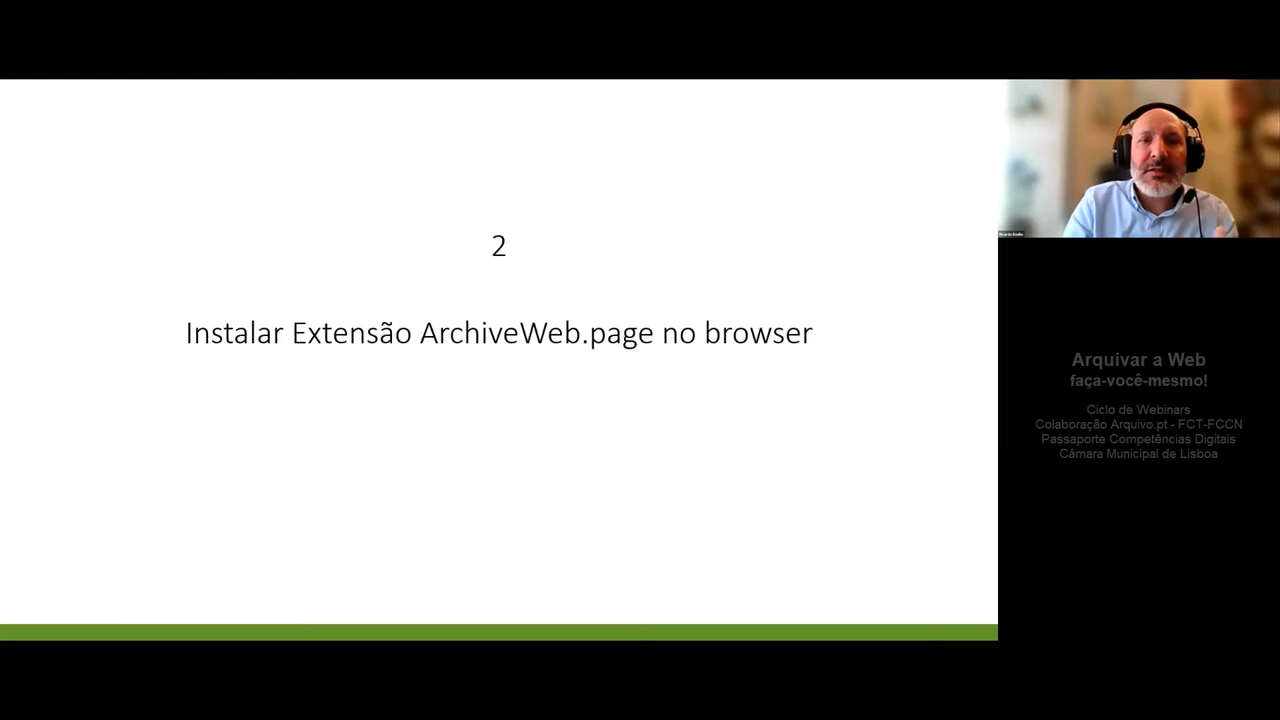 2
Instalar Extensão ArchiveWeb.page no browser
Arquivar a Web
faça-você-mesmo!
Ciclo de Webinars
Colaboração Arquivo.pt - FCT-FCCN
Passaporte Competências Digitais
Câmara Municipal de Lisboa